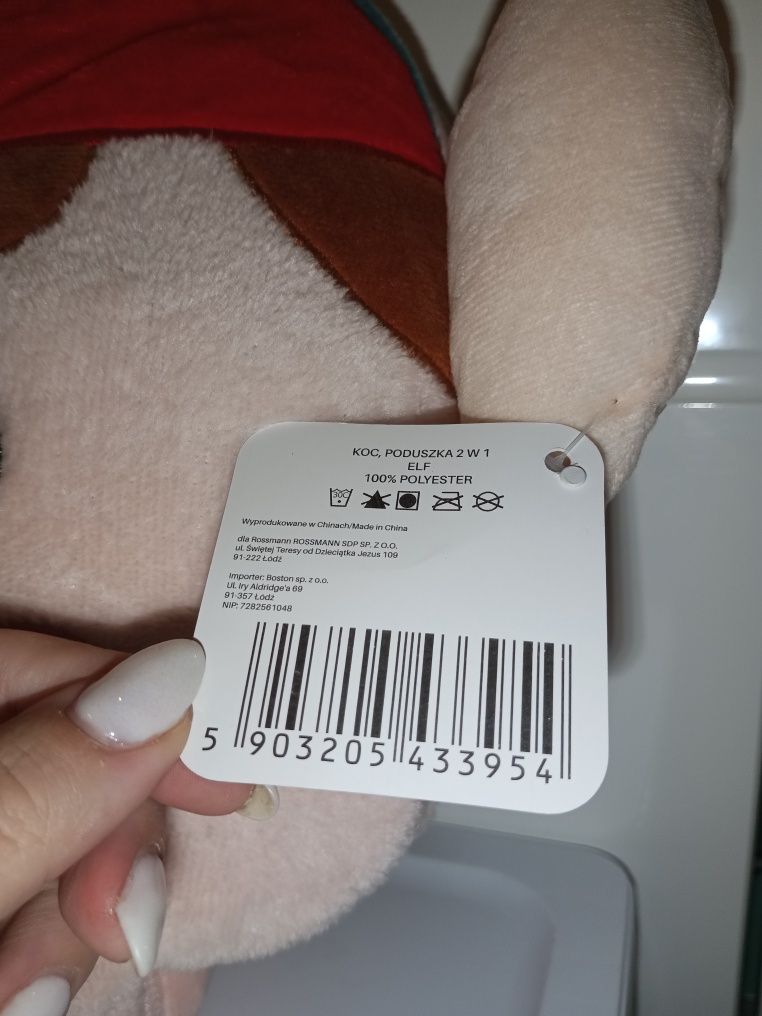 KOC, PODUSZKA 2 W 1
ELF
100% POLYESTER
30C
Wyprodukowane w Chinach/Made in China
dla Rossmann ROSSMANN SDP SP. Z O.O.
ul. Świętej Teresy od Dzieciątka Jezus 109
91-222 Łódź
Importer: Boston sp. z o.o.
Ul. Iry Aldridge'a 69
91-357 Łódź
NIP: 7282561048
5 903205 433954